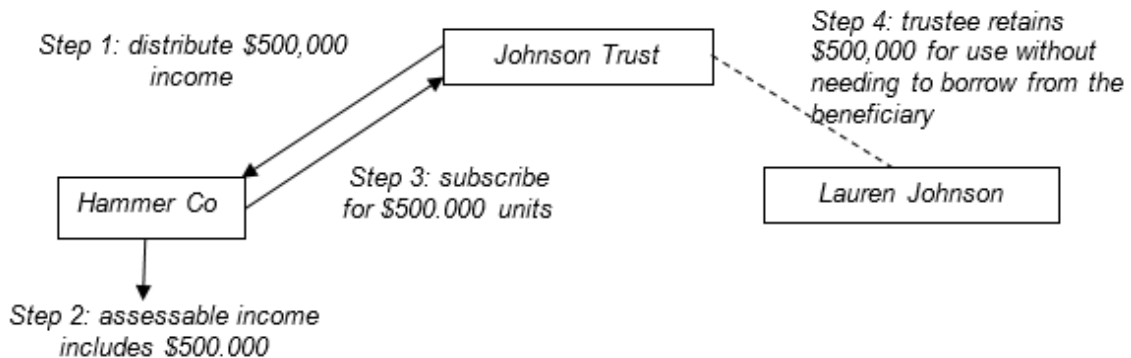 Step 1: distribute $500,000
income
Johnson Trust
Step 4: trustee retains
$500,000 for use without
needing to borrow from the
beneficiary
Hammer Co
Step 3: subscribe
for $500.000 units
Lauren Johnson
Step 2: assessable income
includes $500.000